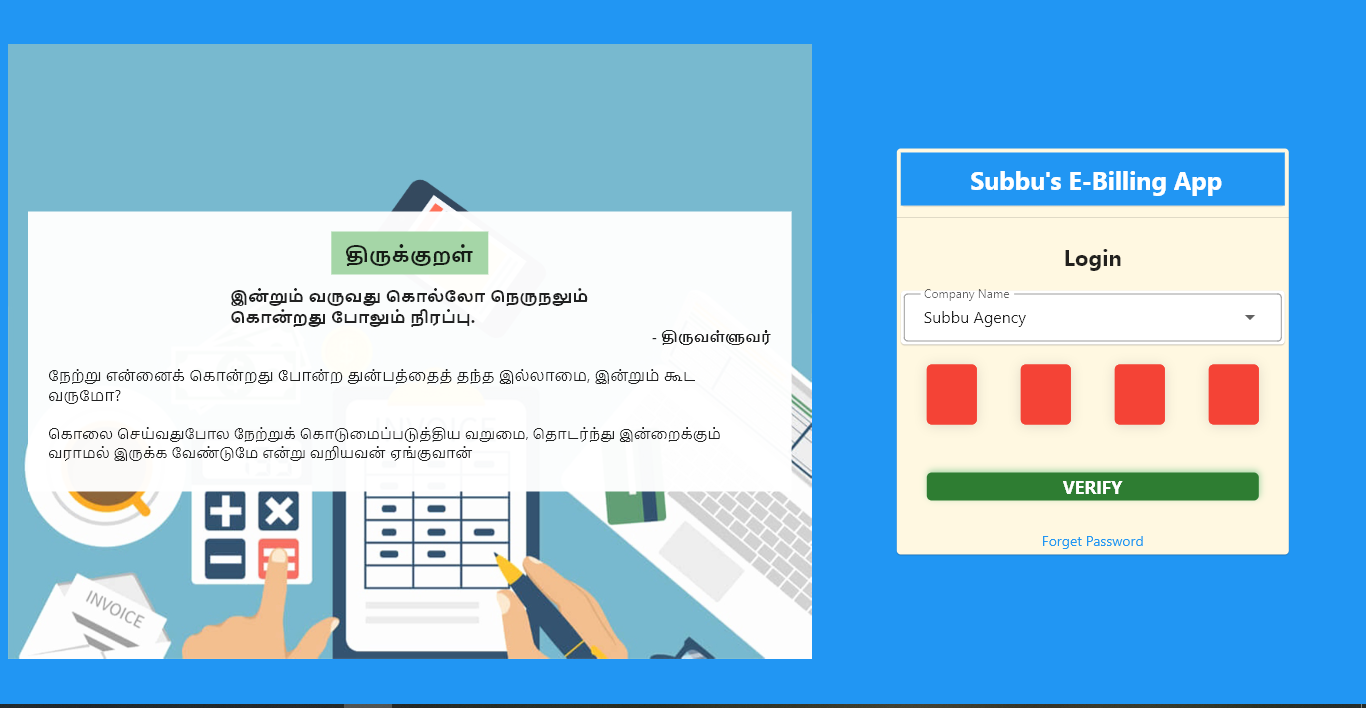 திருக்குறள்
இன்றும் வருவது கொல்லோ நெருநலும்
கொன்றது போலும் நிரப்பு.
- திருவள்ளுவர்
நேற்று என்னைக் கொன்றது போன்ற துன்பத்தைத் தந்த இல்லாமை, இன்றும் கூட
வருமோ?
கொலை செய்வதுபோல நேற்றுக் கொடுமைப்படுத்திய வறுமை, தொடர்ந்து இன்றைக்கும்
வராமல் இருக்க வேண்டுமே என்று வறியவன் ஏங்குவான்
INVOICE
INVOICE
Subbu's E-Billing App
Login
Company Name
Subbu Agency
VERIFY
Forget Password